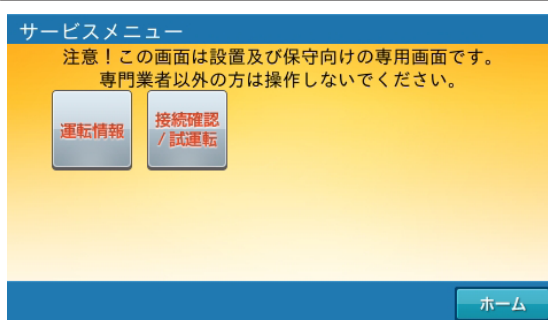 サービスメニュー
注意！この画面は設置及び保守向けの専用画面です。
専門業者以外の方は操作しないでください。
運転情報
接続確認
/試運転
ホーム